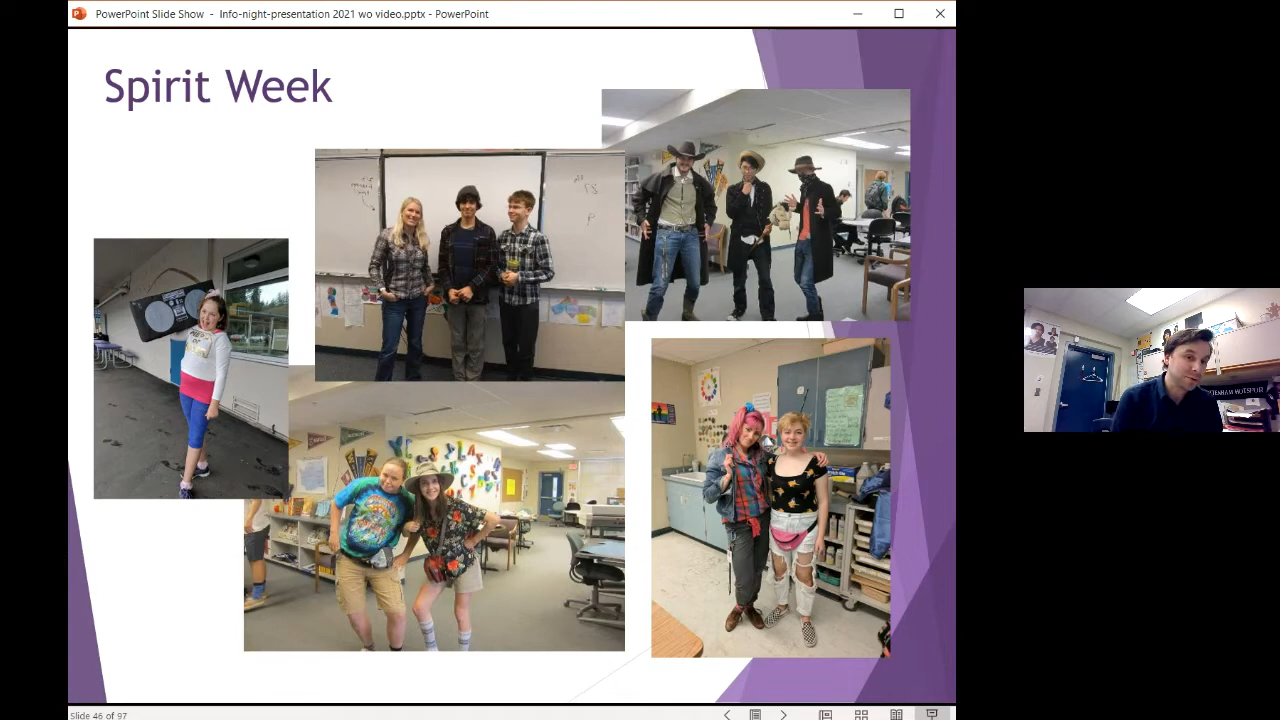 PowerPoint Slide Show - Info-night-presentation 2021 wo video.pptx - PowerPoint
Spirit Week
Slide 46 of 97